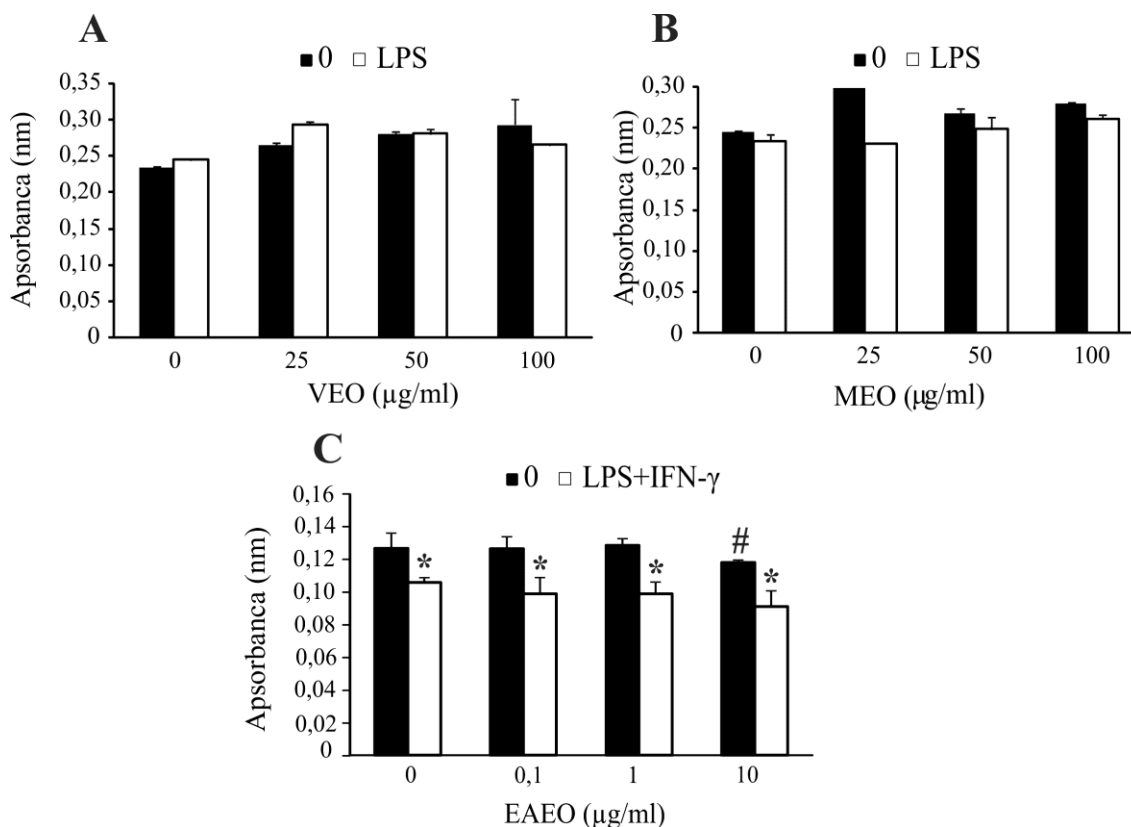 A
■ 0 □ LPS
Apsorbanca (nm)
0,35
0,30
0,25
0,20
0,15
0,10
0,05
0
0 25 50 100
VEO (µg/ml)
B
■ 0 □ LPS
Apsorbanca (nm)
0,30
0,25
0,20
0,15
0,10
0,05
0
0 25 50 100
MEO (µg/ml)
C
■ 0 □ LPS+IFN-γ
Apsorbanca (nm)
0,16
0,14
0,12
0,10
0,08
0,06
0,04
0,02
0
* * * # *
0 0,1 1 10
EAEO (µg/ml)